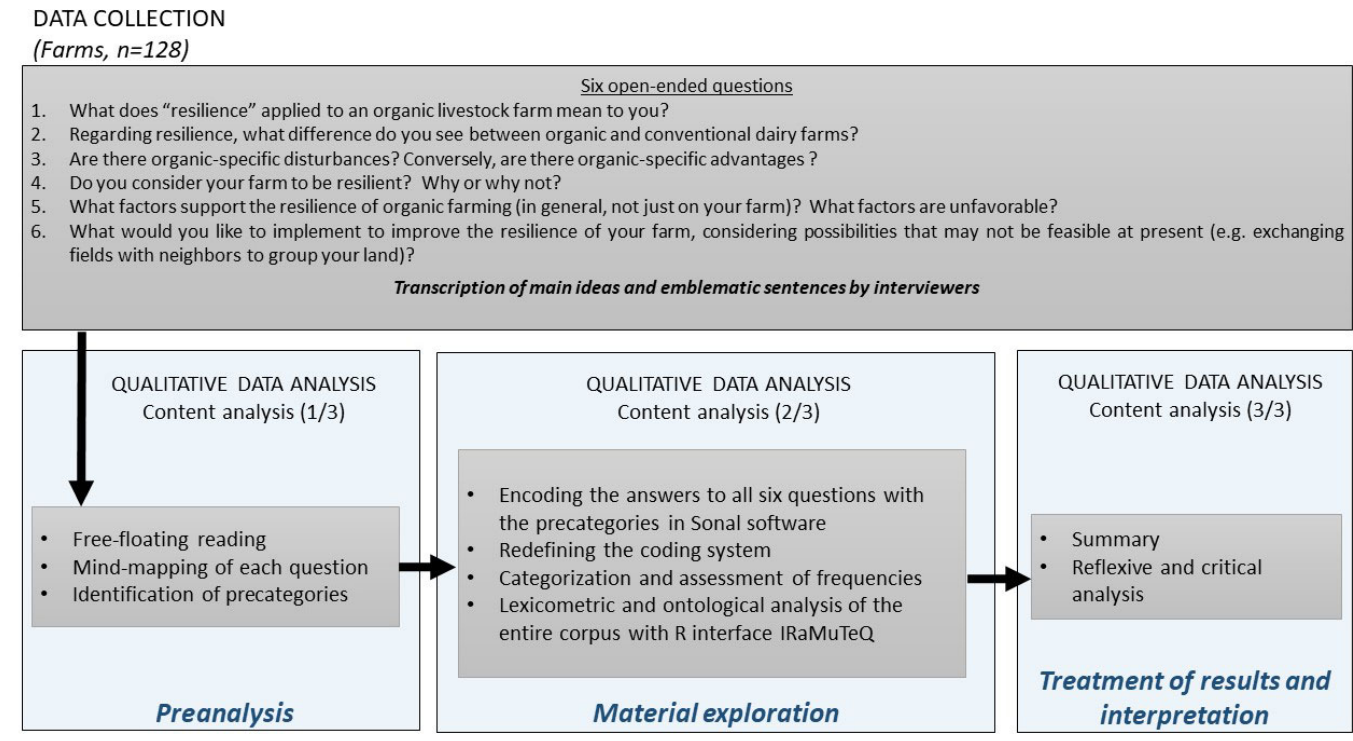 DATA COLLECTION
(Farms, n=128)
Six open-ended questions
1. What does “resilience” applied to an organic livestock farm mean to you?
2. Regarding resilience, what difference do you see between organic and conventional dairy farms?
3. Are there organic-specific disturbances? Conversely, are there organic-specific advantages ?
4. Do you consider your farm to be resilient? Why or why not?
5. What factors support the resilience of organic farming (in general, not just on your farm)? What factors are unfavorable?
6. What would you like to implement to improve the resilience of your farm, considering possibilities that may not be feasible at present (e.g. exchanging
fields with neighbors to group your land)?
Transcription of main ideas and emblematic sentences by interviewers
QUALITATIVE DATA ANALYSIS
Content analysis (1/3)
• Free-floating reading
• Mind-mapping of each question
• Identification of precategories
Preanalysis
QUALITATIVE DATA ANALYSIS
Content analysis (2/3)
• Encoding the answers to all six questions with
the precategories in Sonal software
• Redefining the coding system
• Categorization and assessment of frequencies
• Lexicometric and ontological analysis of the
entire corpus with R interface IRaMuTeQ
Material exploration
QUALITATIVE DATA ANALYSIS
Content analysis (3/3)
• Summary
• Reflexive and critical
analysis
Treatment of results and
interpretation